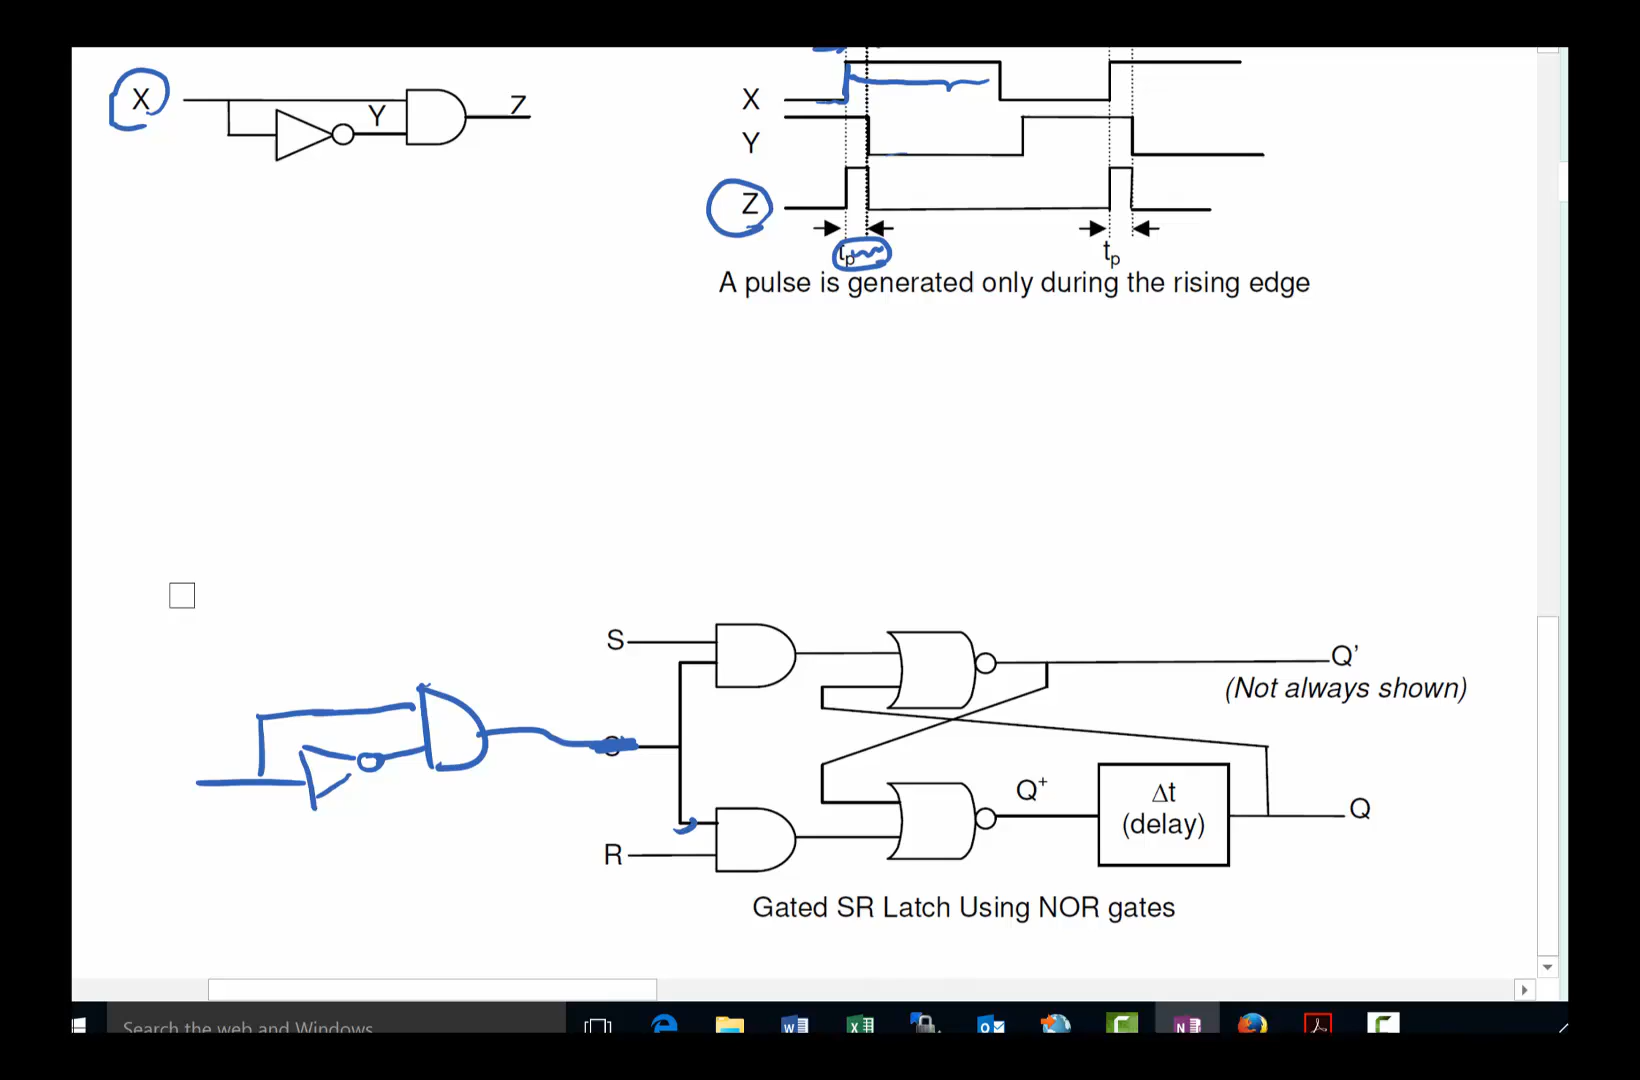 X
Y
Z
X
Y
Z
tp
A pulse is generated only during the rising edge
S
Q’
(Not always shown)
Q+
Δt
(delay)
Q
R
Gated SR Latch Using NOR gates
Search the web and Windows